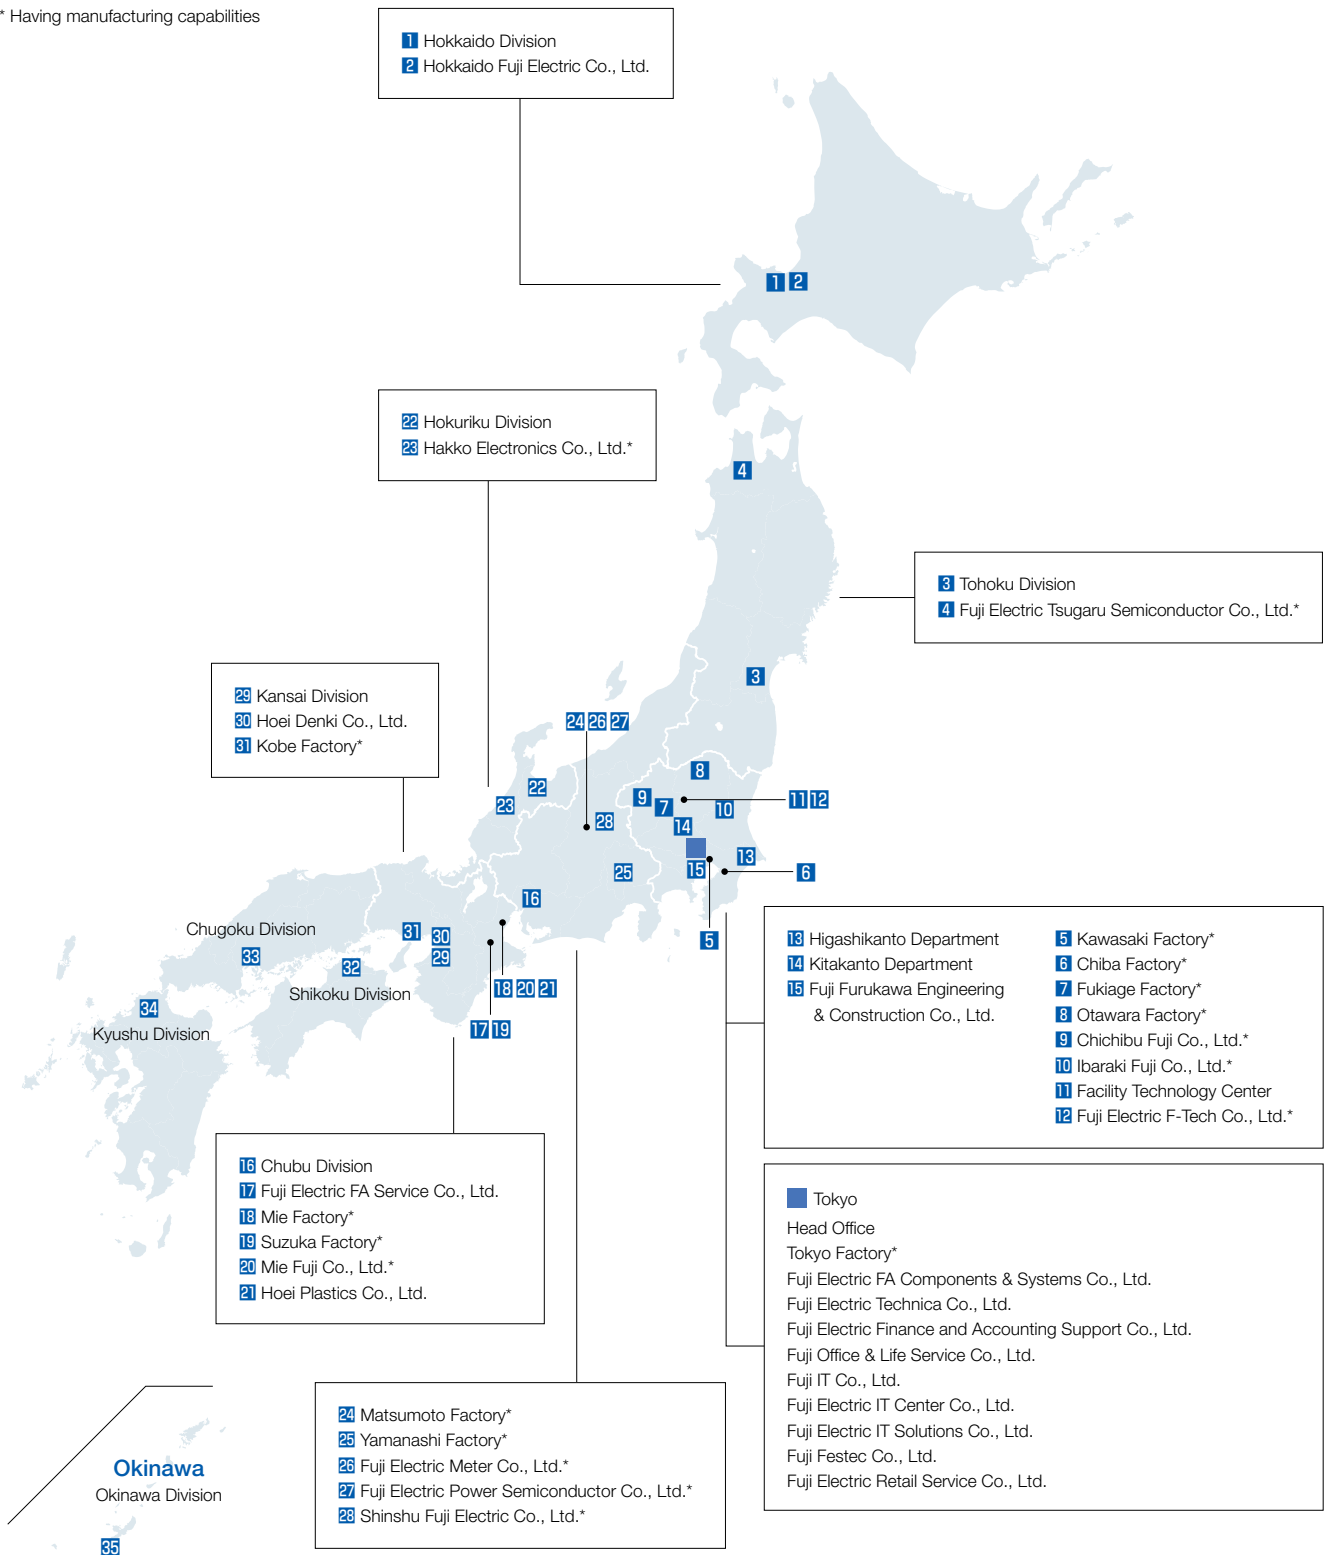 * Having manufacturing capabilities
1 Hokkaido Division
2 Hokkaido Fuji Electric Co., Ltd.
1 2
22 Hokuriku Division
23 Hakko Electronics Co., Ltd.*
4
3 Tohoku Division
4 Fuji Electric Tsugaru Semiconductor Co., Ltd.*
3
29 Kansai Division
30 Hoei Denki Co., Ltd.
31 Kobe Factory*
24 26 27
8
22
9
11 12
23
7
10
28
14
13
15
25
6
16
Chugoku Division
31
30
5
33
29
32
Shikoku Division
18 20 21
34
Kyushu Division
17 19
13 Higashikanto Department
14 Kitakanto Department
15 Fuji Furukawa Engineering
& Construction Co., Ltd.
5 Kawasaki Factory*
6 Chiba Factory*
7 Fukiage Factory*
8 Otawara Factory*
9 Chichibu Fuji Co., Ltd.*
10 Ibaraki Fuji Co., Ltd.*
11 Facility Technology Center
12 Fuji Electric F-Tech Co., Ltd.*
16 Chubu Division
17 Fuji Electric FA Service Co., Ltd.
18 Mie Factory*
19 Suzuka Factory*
20 Mie Fuji Co., Ltd.*
21 Hoei Plastics Co., Ltd.
Tokyo
Head Office
Tokyo Factory*
Fuji Electric FA Components & Systems Co., Ltd.
Fuji Electric Technica Co., Ltd.
Fuji Electric Finance and Accounting Support Co., Ltd.
Fuji Office & Life Service Co., Ltd.
Fuji IT Co., Ltd.
Fuji Electric IT Center Co., Ltd.
Fuji Electric IT Solutions Co., Ltd.
Fuji Festec Co., Ltd.
Fuji Electric Retail Service Co., Ltd.
24 Matsumoto Factory*
25 Yamanashi Factory*
26 Fuji Electric Meter Co., Ltd.*
27 Fuji Electric Power Semiconductor Co., Ltd.*
28 Shinshu Fuji Electric Co., Ltd.*
Okinawa
Okinawa Division
35